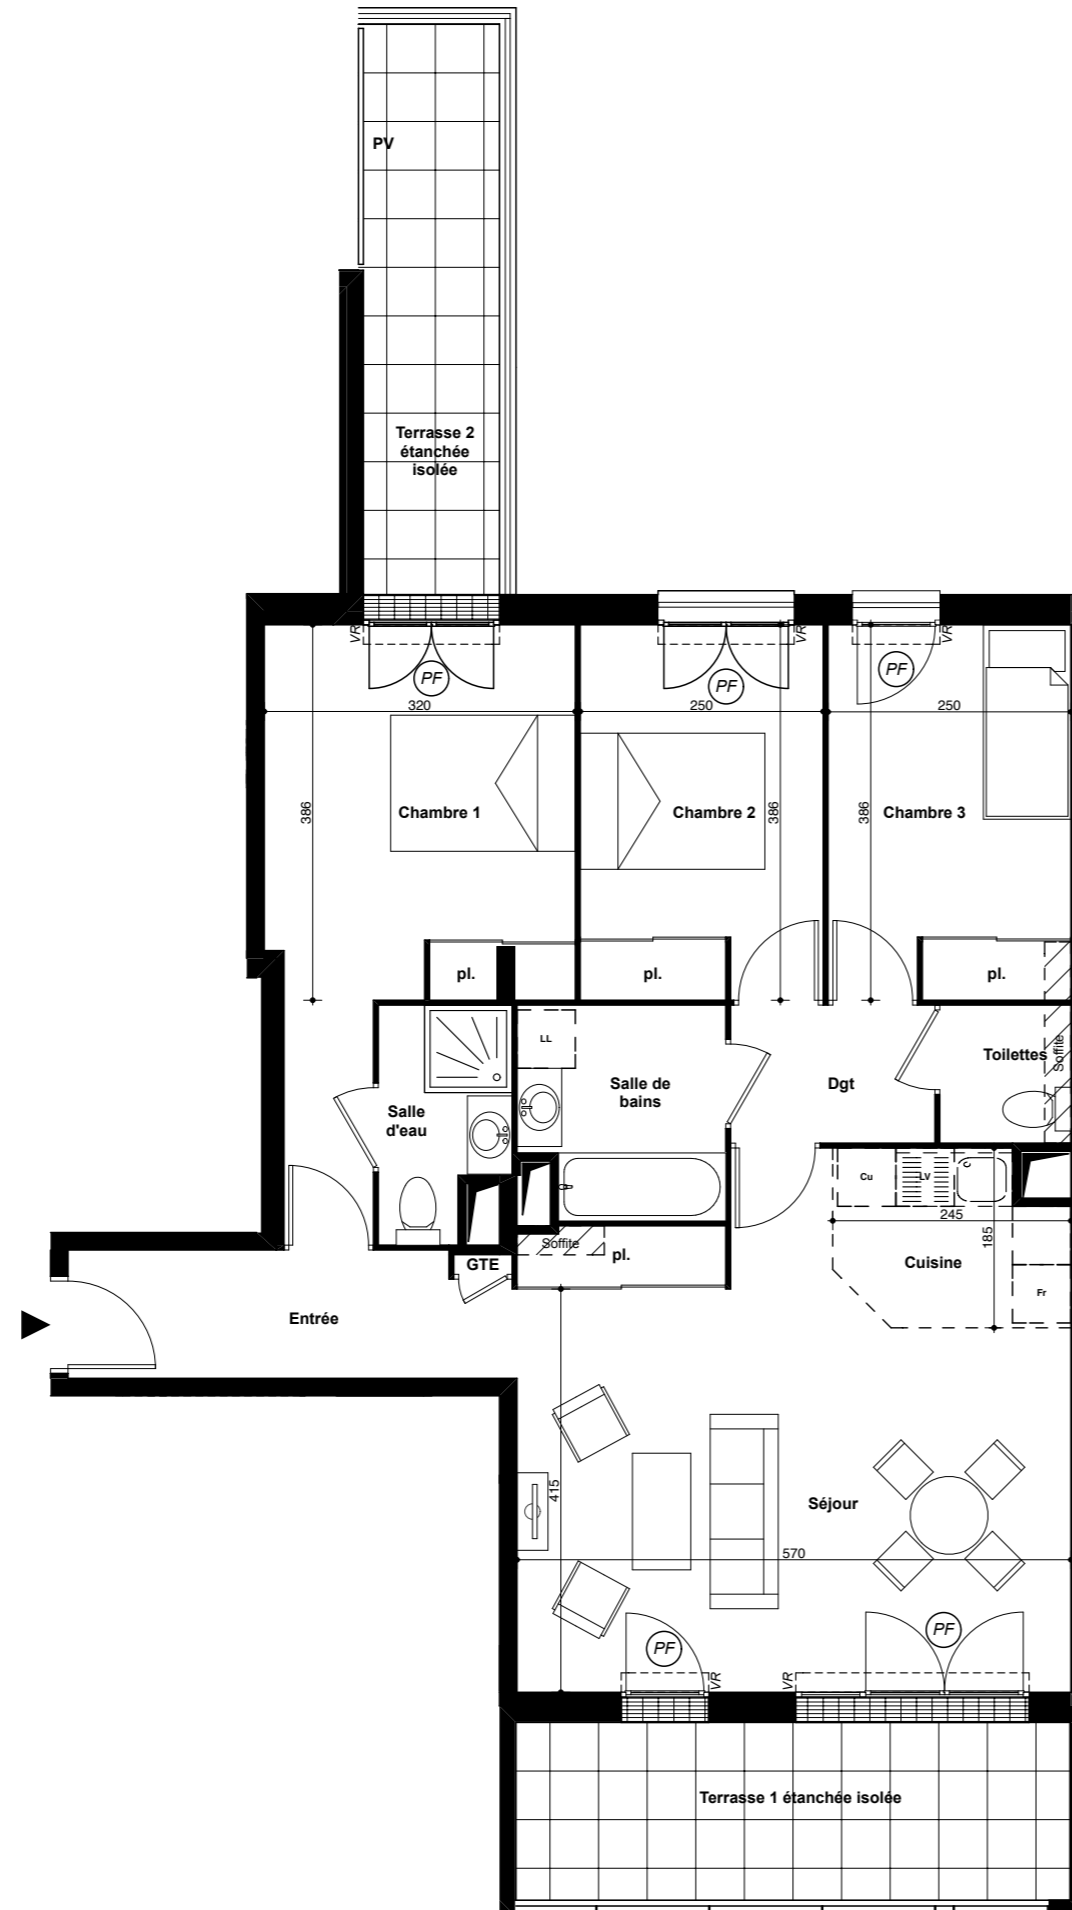 PV
Terrasse 2
étanchée
isolée
VR
PF
VR
PF
VR
PF
320
250
250
386
Chambre 1
Chambre 2
386
386
Chambre 3
pl.
pl.
pl.
LL
Salle de
bains
Dgt
Toilettes
Soffite
Salle
d'eau
Cu
LV
245
185
Soffite
pl.
GTE
Cuisine
Fr
Entrée
415
Séjour
570
PF
VR
VR
PF
Terrasse 1 étanchée isolée